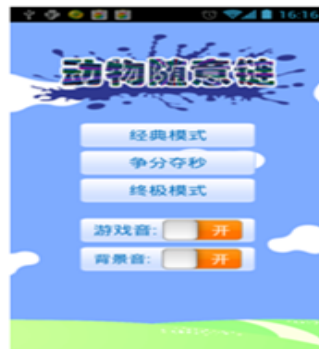 16:16
动物随意链
经典模式
争分夺秒
终极模式
游戏音: 开
背景音: 开